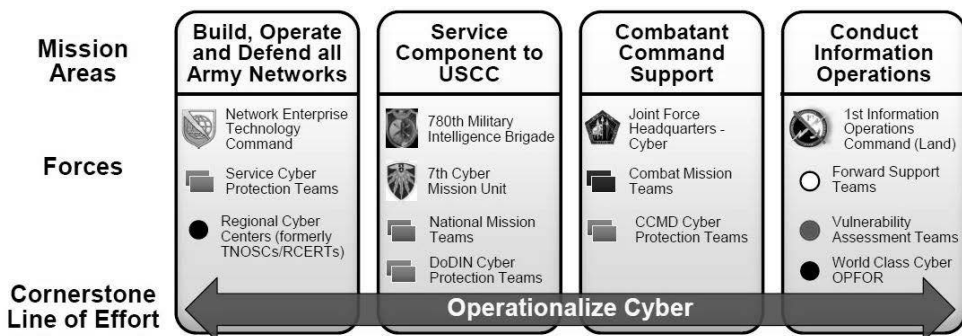 Mission
Areas
Build, Operate
and Defend all
Army Networks
Service
Component to
USCC
Combatant
Command
Support
Conduct
Information
Operations
Forces
Network Enterprise
Technology
Command
Service Cyber
Protection Teams
Regional Cyber
Centers (formerly
TNOSCs/RCERTs)
780th Military
Intelligence Brigade
7th Cyber
Mission Unit
National Mission
Teams
DoDIN Cyber
Protection Teams
Joint Force
Headquarters -
Cyber
Combat Mission
Teams
CCMD Cyber
Protection Teams
1st Information
Operations
Command (Land)
Forward Support
Teams
Vulnerability
Assessment Teams
World Class Cyber
OPFOR
Cornerstone
Line of Effort
Operationalize Cyber